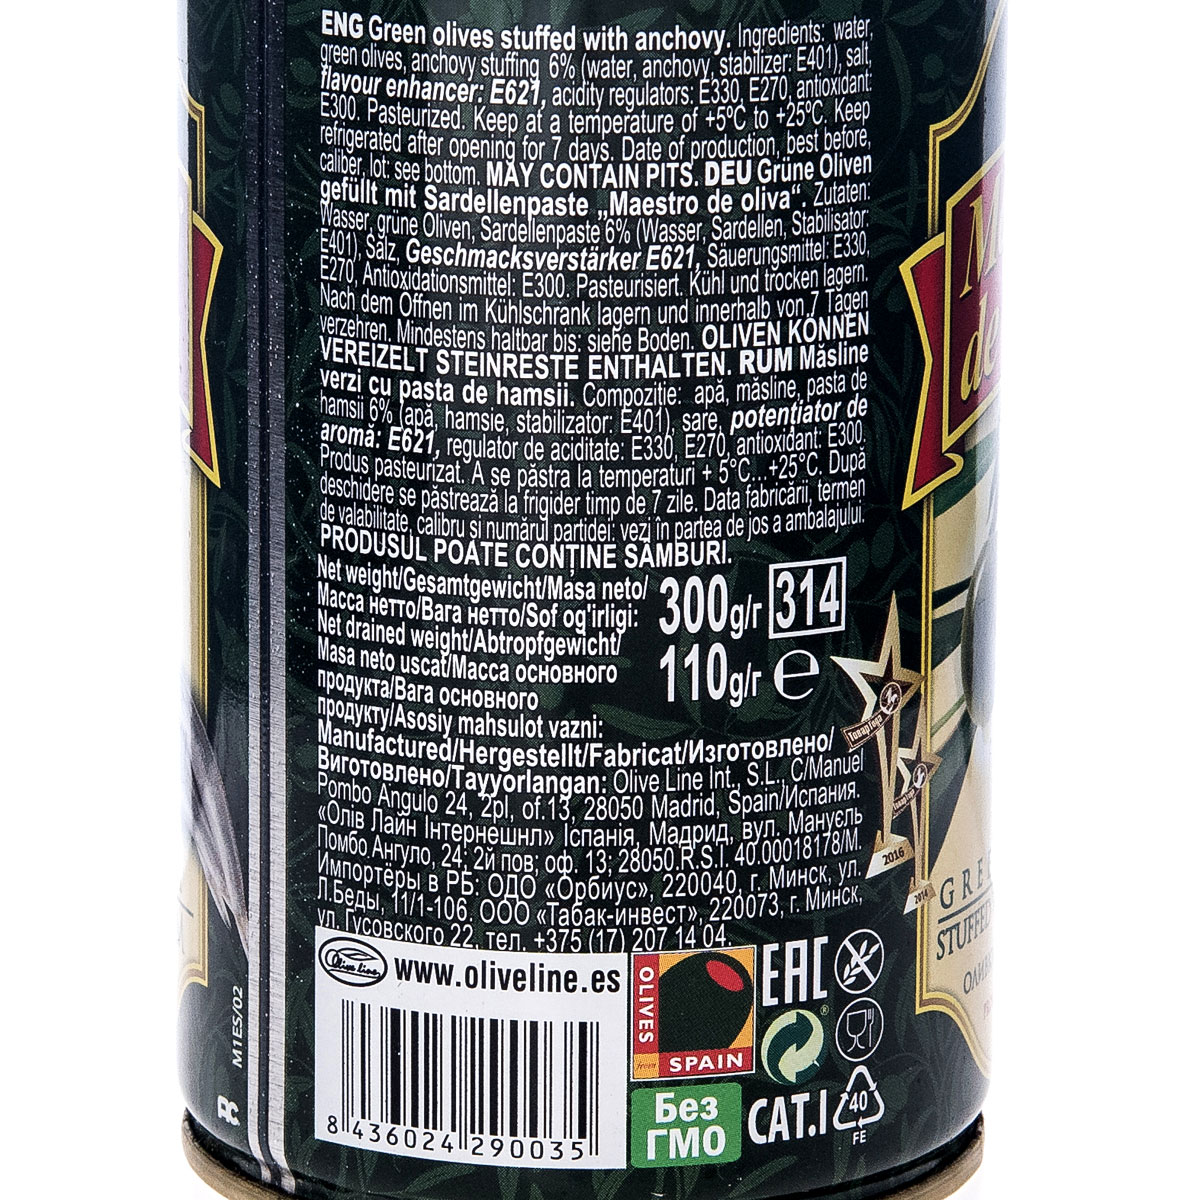 ENG Green olives stuffed with anchovy. Ingredients: water,
green olives, anchovy stuffing 6% (water, anchovy, stabilizer: E401), salt,
flavour enhancer: E621, acidity regulators: E330, E270, antioxidant:
E300. Pasteurized. Keep at a temperature of +5ºC to +25ºC. Keep
refrigerated after opening for 7 days. Date of production, best before,
caliber, lot: see bottom. MAY CONTAIN PITS. DEU Grüne Oliven
gefüllt mit Sardellenpaste „Maestro de oliva“. Zutaten:
Wasser, grüne Oliven, Sardellenpaste 6% (Wasser, Sardellen, Stabilisator:
E401), Salz, Geschmacksverstärker E621, Säuerungsmittel: E330,
E270, Antioxidationsmittel: E300. Pasteurisiert. Kühl und trocken lagern.
Nach dem Öffnen im Kühlschrank lagern und innerhalb von 7 Tagen
verzehren. Mindestens haltbar bis: siehe Boden. OLIVEN KÖNNEN
VEREIZELT STEINRESTE ENTHALTEN. RUM Măsline
verzi cu pasta de hamsii. Compozitie: apă, măsline, pasta de
hamsii 6% (apă, hamsie, stabilizator: E401), sare, potențiator de
aromă: E621, regulator de aciditate: E330, E270, antioxidant: E300.
Produs pasteurizat. A se păstra la temperaturi + 5°C...+25°C. După
deschidere se păstrează la frigider timp de 7 zile. Data fabricării, termen
de valabilitate, calibru și numărul partidei: vezi în partea de jos a ambalajului.
PRODUSUL POATE CONȚINE SÂMBURI.
Net weight/Gesamtgewicht/Masa neto/
Масса нетто/Вага нетто/Sof og'irligi: 300g/г 314
Net drained weight/Abtropfgewicht/
Masa neto uscat/Масса основного
продукта/Вага основного
продукту/Asosiy mahsulot vazni: 110g/г ℮
Manufactured/Hergestellt/Fabricat/Изготовлено/
Виготовлено/Tayyorlangan: Olive Line Int., S.L., C/Manuel
Pombo Angulo 24, 2pl, of.13, 28050 Madrid, Spain/Испания.
«Олів Лайн Інтернешнл» Іспанія, Мадрид, вул. Мануєль
Помбо Ангуло, 24; 2й пов; оф. 13; 28050.R.S.I. 40.00018178/M.
Импортёры в РБ: ОДО «Орбиус», 220040, г. Минск, ул.
Л.Беды, 11/1-106. ООО «Табак-инвест», 220073, г. Минск,
ул. Гусовского 22, тел. +375 (17) 207 14 04.
Olive line
www.oliveline.es
8 436024 290035
OLIVES
from
SPAIN
EAC
Без
ГМО
CAT.I
40
FE
M1ES/02
Товар Года
2016
2014
GREE
STUFFED